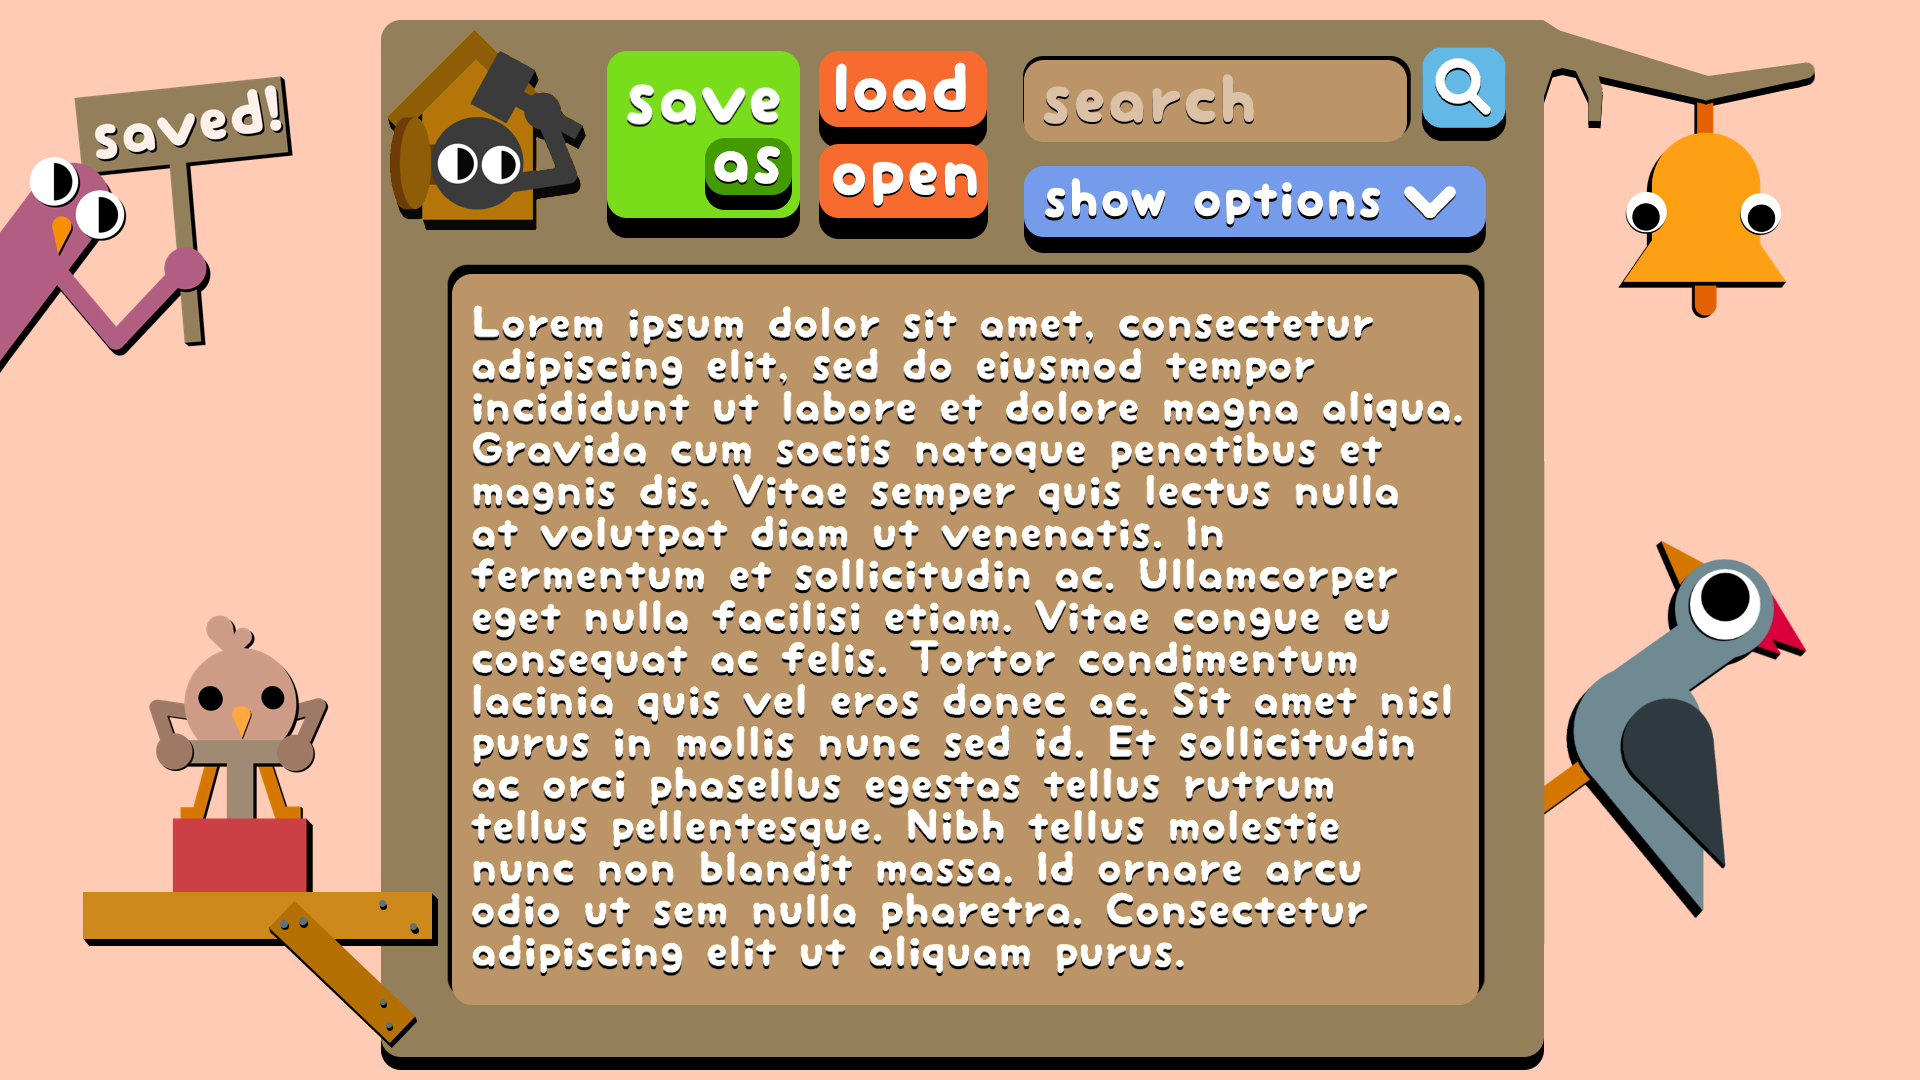 saved!
save
as
load
open
search
show options
Lorem ipsum dolor sit amet, consectetur
adipiscing elit, sed do eiusmod tempor
incididunt ut labore et dolore magna aliqua.
Gravida cum sociis natoque penatibus et
magnis dis. Vitae semper quis lectus nulla
at volutpat diam ut venenatis. In
fermentum et sollicitudin ac. Ullamcorper
eget nulla facilisi etiam. Vitae congue eu
consequat ac felis. Tortor condimentum
lacinia quis vel eros donec ac. Sit amet nisl
purus in mollis nunc sed id. Et sollicitudin
ac orci phasellus egestas tellus rutrum
tellus pellentesque. Nibh tellus molestie
nunc non blandit massa. Id ornare arcu
odio ut sem nulla pharetra. Consectetur
adipiscing elit ut aliquam purus.